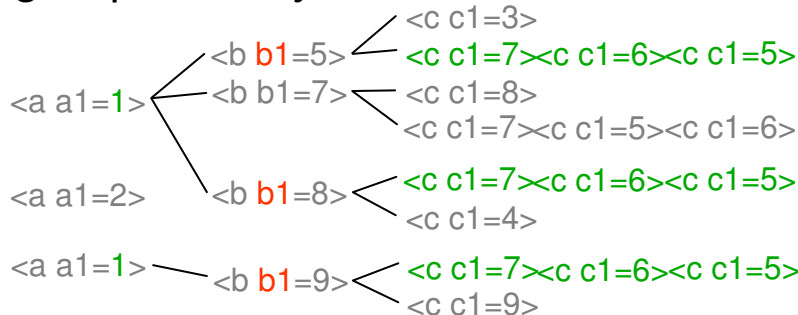 <c c1=3>
<b b1=5> <c c1=7><c c1=6><c c1=5>
<a a1=1> <b b1=7> <c c1=8>
<c c1=7><c c1=5><c c1=6>
<a a1=2> <b b1=8> <c c1=7><c c1=6><c c1=5>
<c c1=4>
<a a1=1> <b b1=9> <c c1=7><c c1=6><c c1=5>
<c c1=9>